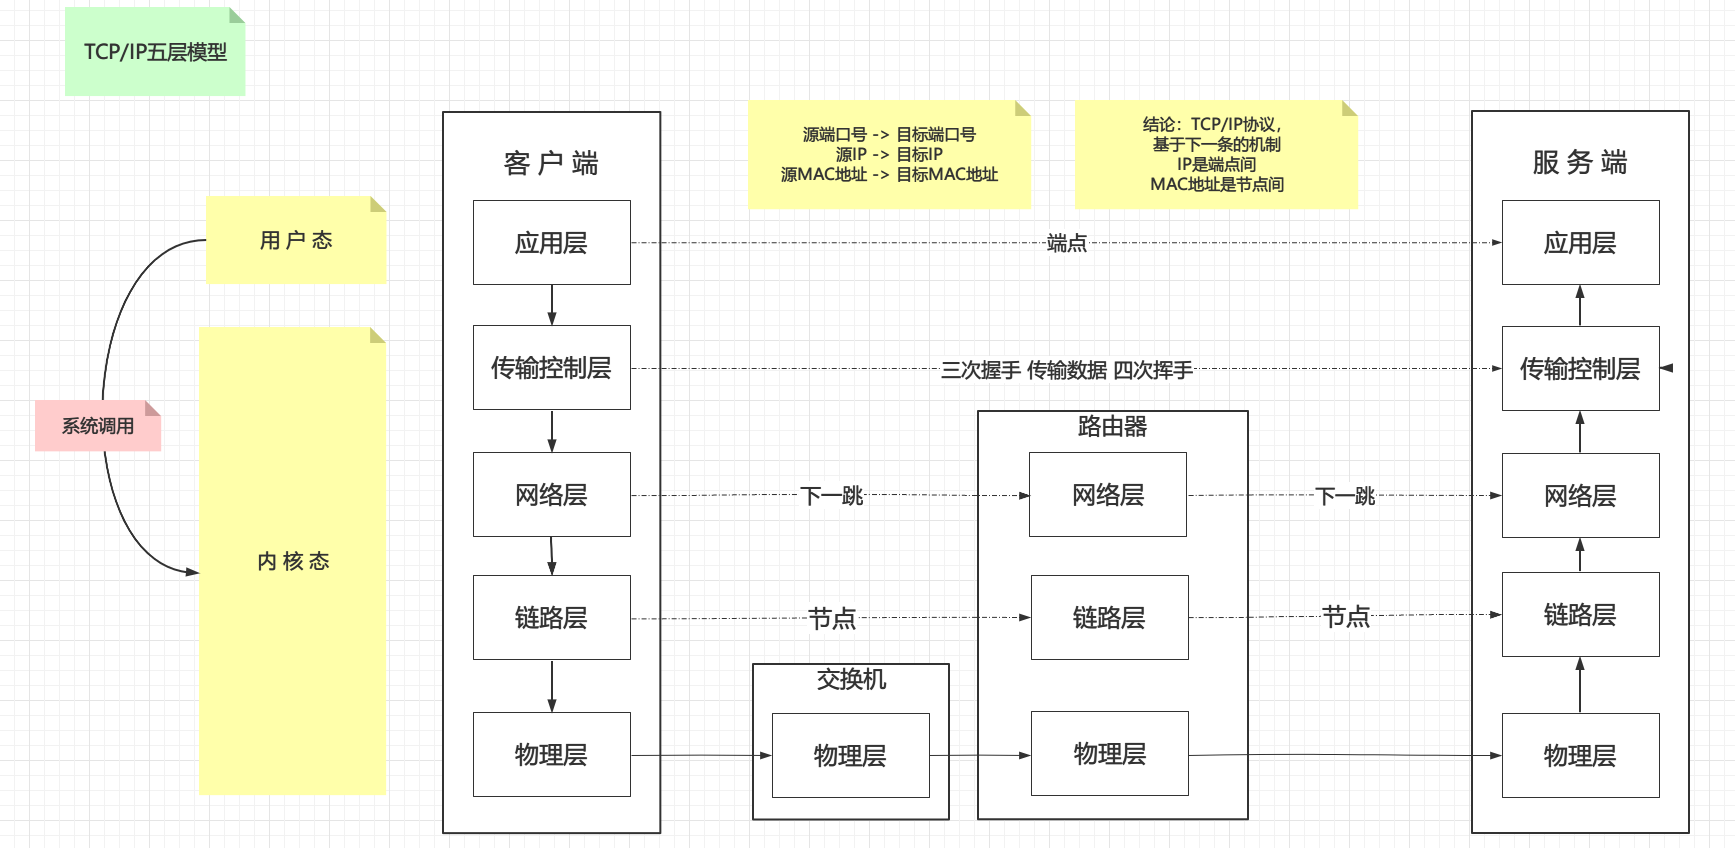 TCP/IP五层模型
源端口号 -> 目标端口号
源IP -> 目标IP
源MAC地址 -> 目标MAC地址
结论：TCP/IP协议，
基于下一条的机制
IP是端点间
MAC地址是节点间
客 户 端
服 务 端
用 户 态
应用层
端点
应用层
传输控制层
三次握手 传输数据 四次挥手
传输控制层
系统调用
路由器
网络层
下一跳
网络层
下一跳
网络层
内 核 态
链路层
节点
链路层
节点
链路层
交换机
物理层
物理层
物理层
物理层